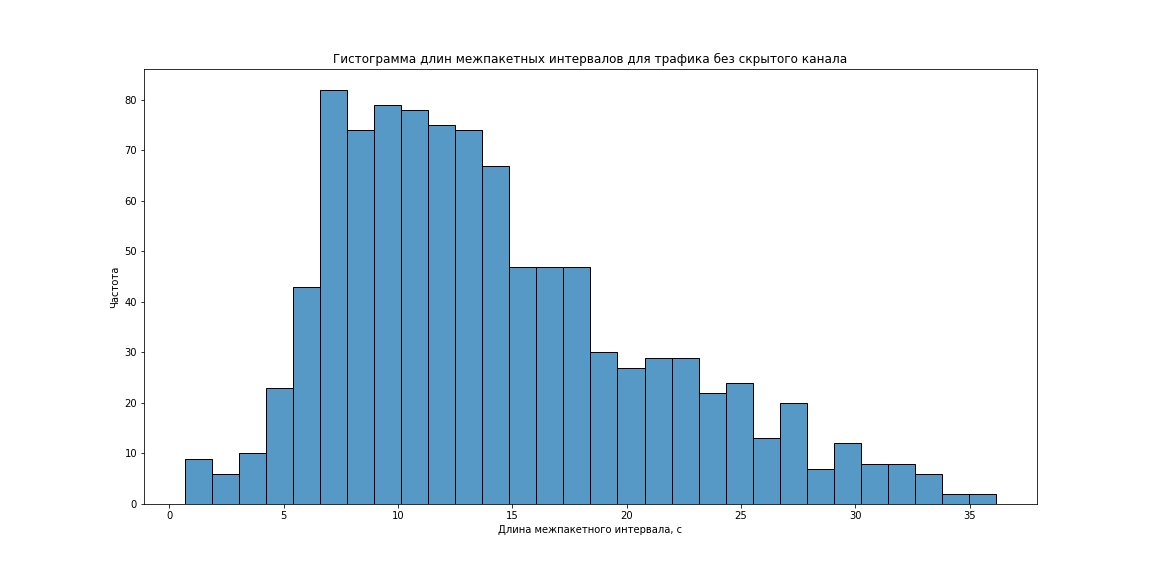 Гистограмма длин межпакетных интервалов для трафика без скрытого канала
80
70
60
50
40
30
20
10
0
Частота
0 5 10 15 20 25 30 35
Длина межпакетного интервала, с